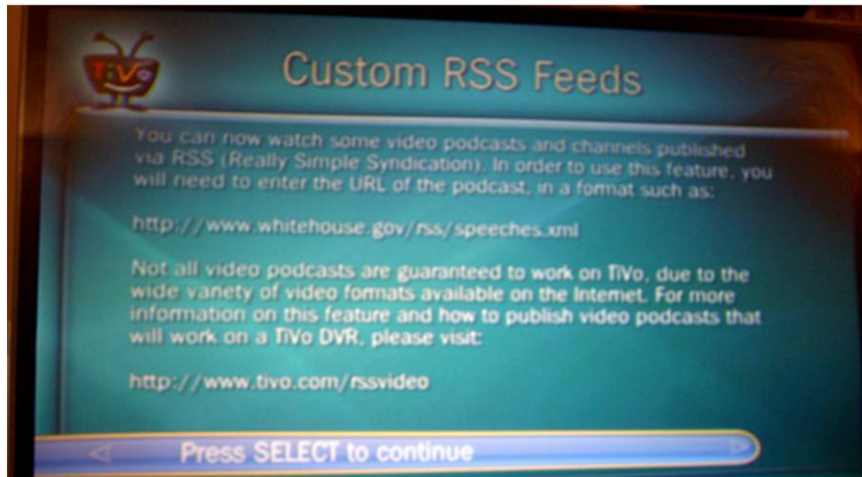 TiVo
Custom RSS Feeds
You can now watch some video podcasts and channels published
via RSS (Really Simple Syndication). In order to use this feature, you
will need to enter the URL of the podcast, in a format such as:
http://www.whitehouse.gov/rss/speeches.xml
Not all video podcasts are guaranteed to work on TiVo, due to the
wide variety of video formats available on the Internet. For more
information on this feature and how to publish video podcasts that
will work on a TiVo DVR, please visit:
http://www.tivo.com/rssvideo
Press SELECT to continue